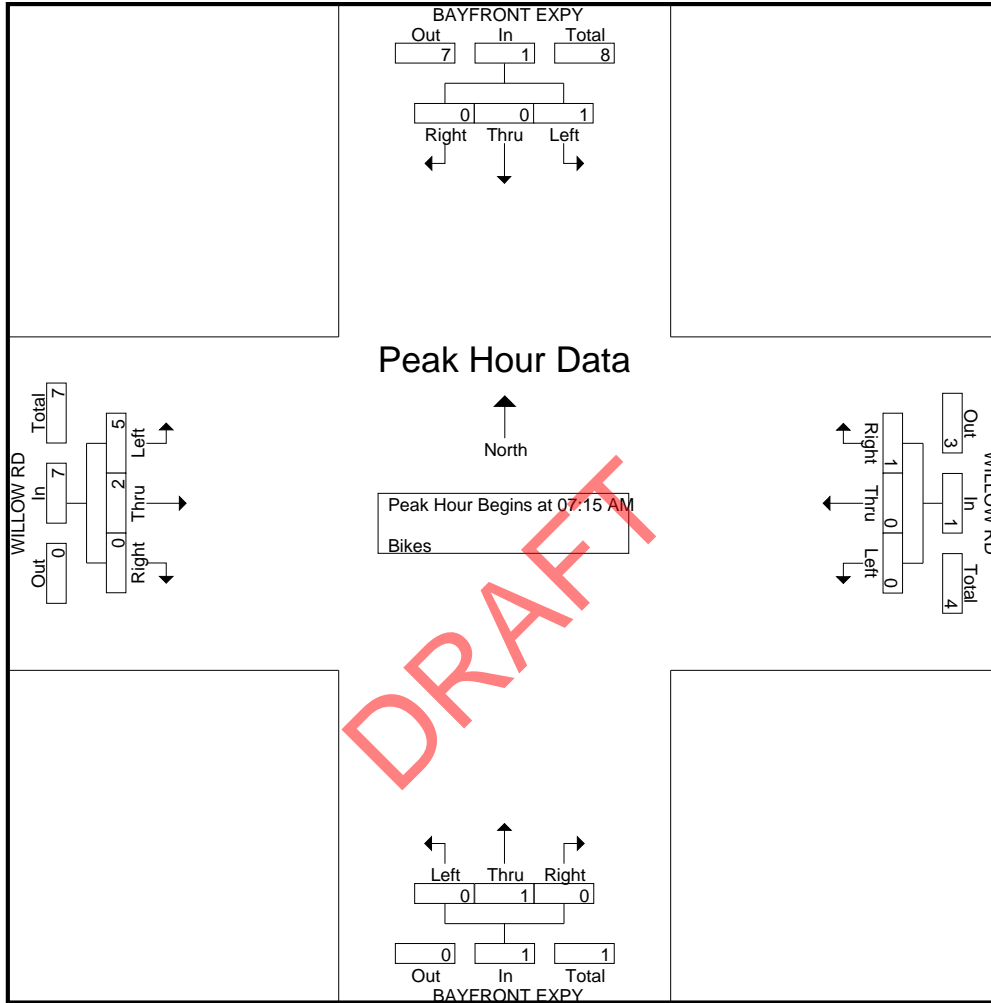 BAYFRONT EXPY
Out In Total
7 1 8
0 0 1
Right Thru Left
Peak Hour Data
North
Peak Hour Begins at 07:15 AM
Bikes
DRAFT
WILLOW RD
Total In Out
7 7 0
5 2 0
Left Thru Right
WILLOW RD
Out In Total
3 1 4
1 0 0
Right Thru Left
Left Thru Right
0 1 0
0 1 1
Out In Total
BAYFRONT EXPY